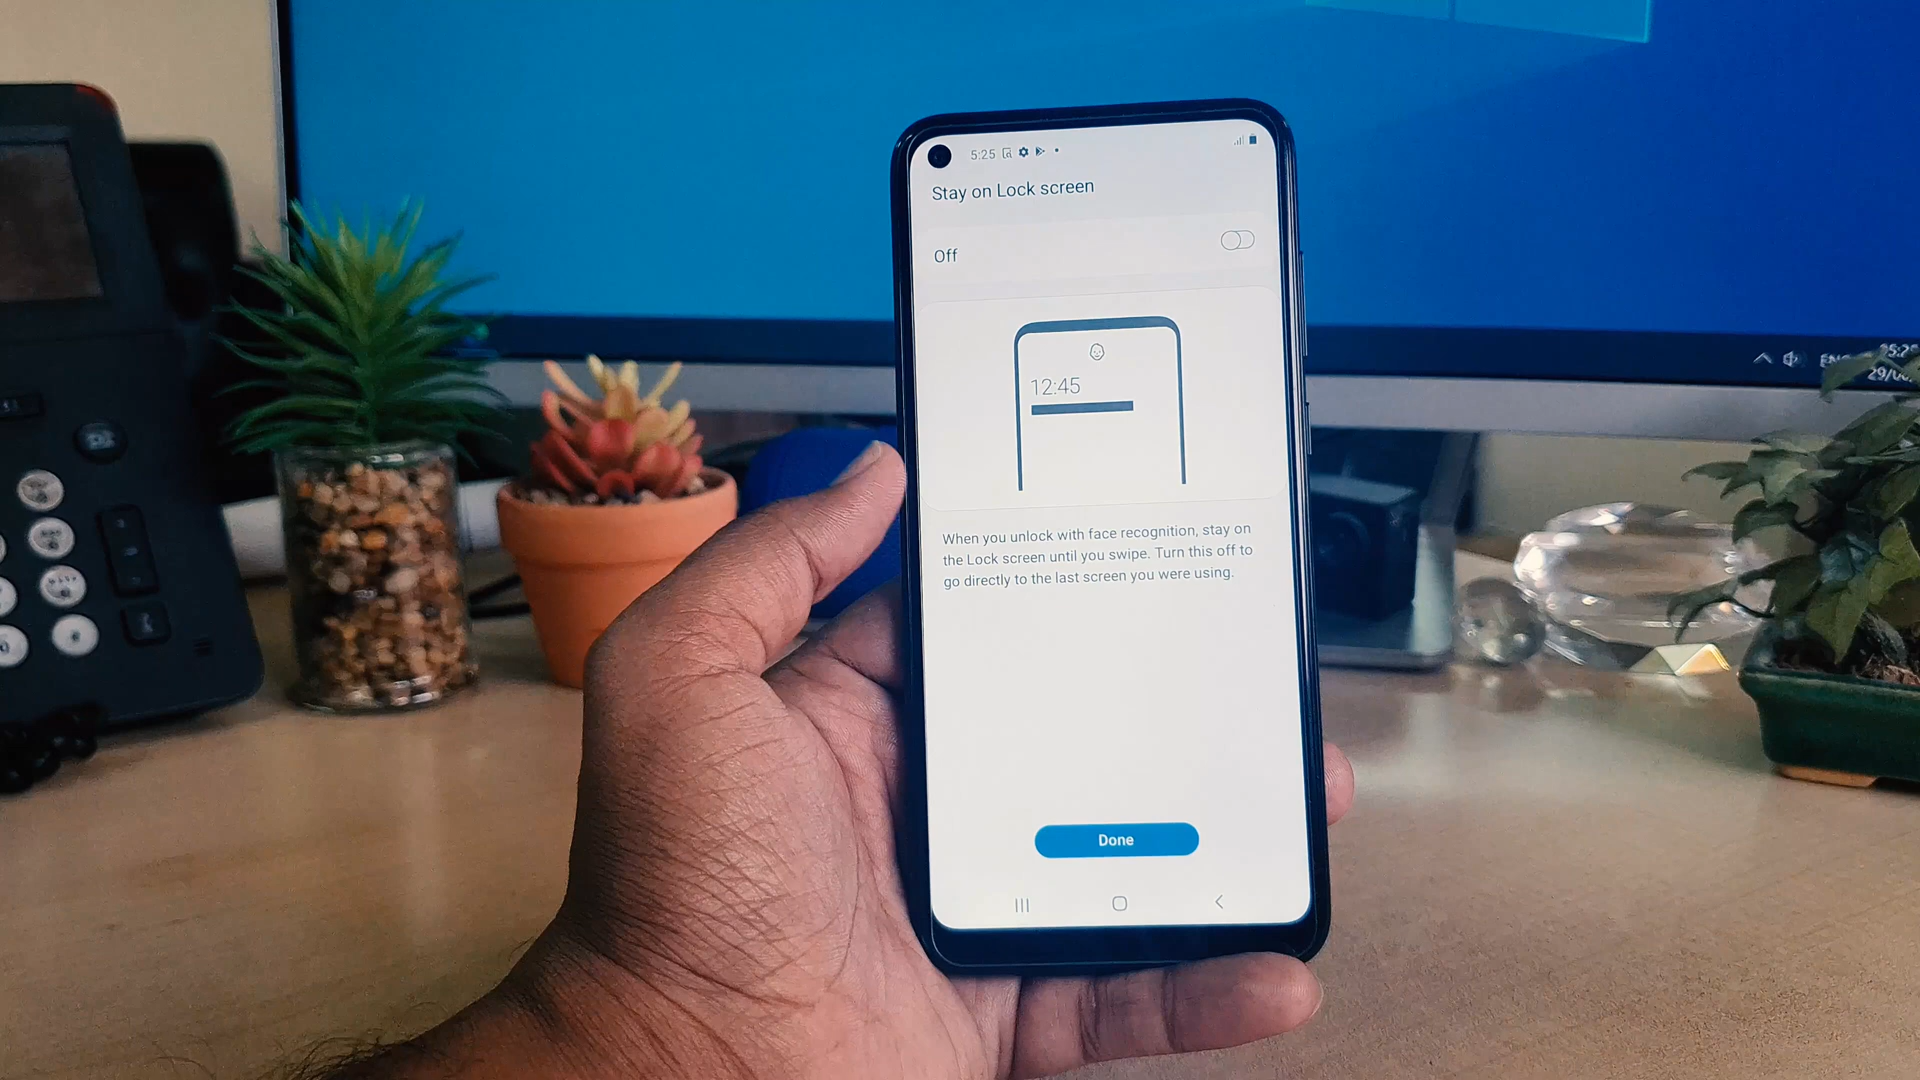 5:25
Stay on Lock screen
Off
12:45
When you unlock with face recognition, stay on
the Lock screen until you swipe. Turn this off to
go directly to the last screen you were using.
Done